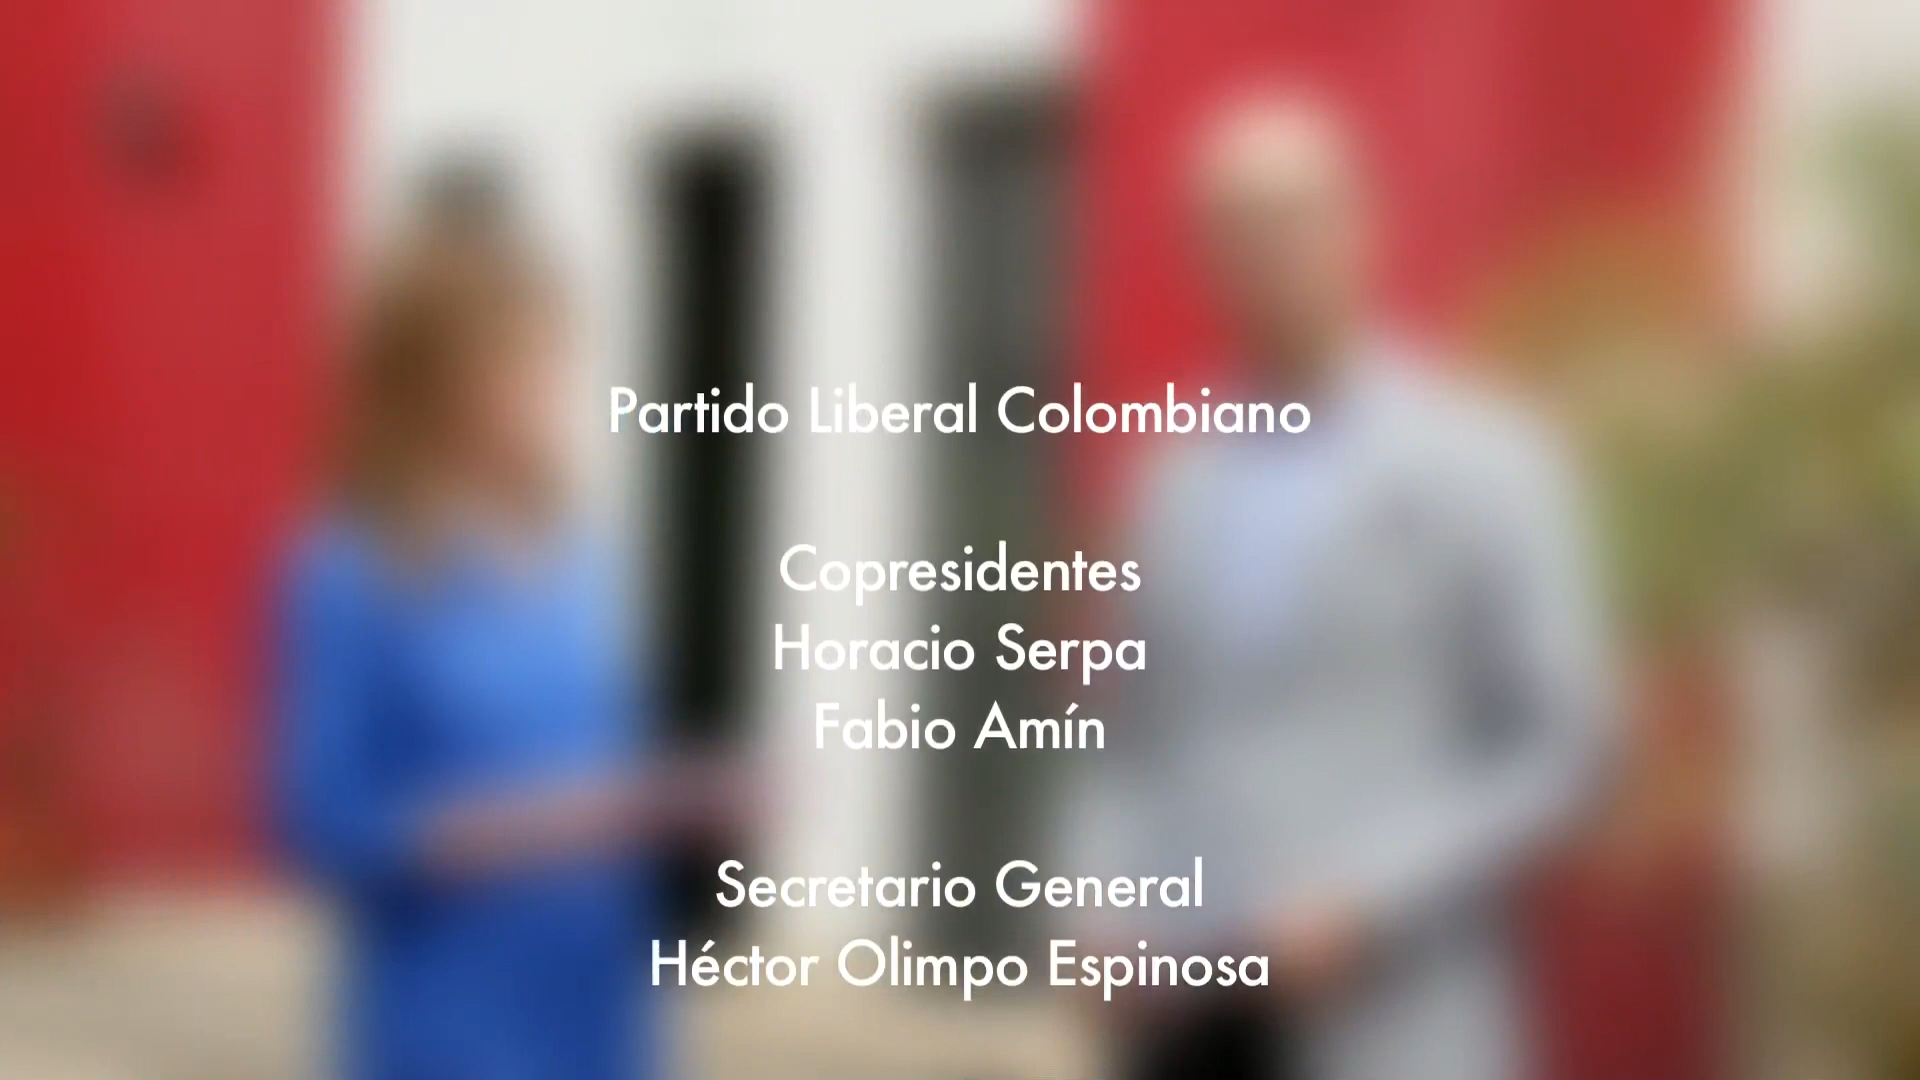 Partido Liberal Colombiano
Copresidentes
Horacio Serpa
Fabio Amín
Secretario General
Héctor Olimpo Espinosa